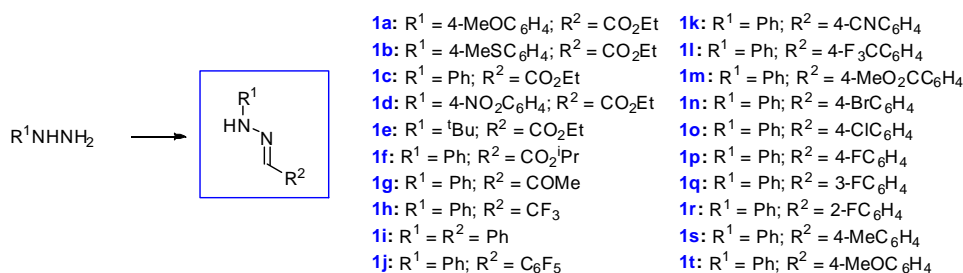 R¹NHNH₂
R¹
HN
N
R²
1a: R¹ = 4-MeOC₆H₄; R² = CO₂Et
1b: R¹ = 4-MeSC₆H₄; R² = CO₂Et
1c: R¹ = Ph; R² = CO₂Et
1d: R¹ = 4-NO₂C₆H₄; R² = CO₂Et
1e: R¹ = ᵗBu; R² = CO₂Et
1f: R¹ = Ph; R² = CO₂ⁱPr
1g: R¹ = Ph; R² = COMe
1h: R¹ = Ph; R² = CF₃
1i: R¹ = R² = Ph
1j: R¹ = Ph; R² = C₆F₅
1k: R¹ = Ph; R² = 4-CNC₆H₄
1l: R¹ = Ph; R² = 4-F₃CC₆H₄
1m: R¹ = Ph; R² = 4-MeO₂CC₆H₄
1n: R¹ = Ph; R² = 4-BrC₆H₄
1o: R¹ = Ph; R² = 4-ClC₆H₄
1p: R¹ = Ph; R² = 4-FC₆H₄
1q: R¹ = Ph; R² = 3-FC₆H₄
1r: R¹ = Ph; R² = 2-FC₆H₄
1s: R¹ = Ph; R² = 4-MeC₆H₄
1t: R¹ = Ph; R² = 4-MeOC₆H₄